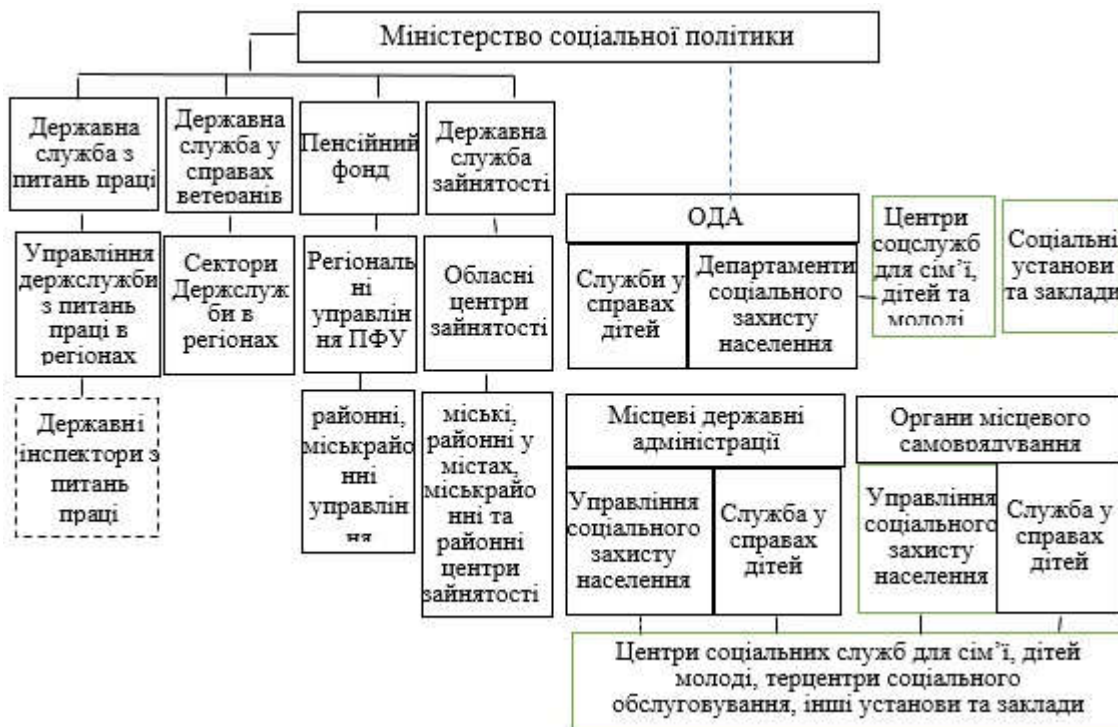 Міністерство соціальної політики
Державна
служба з
питань праці
Державна
служба у
справах
ветеранів
Пенсійний
фонд
Державна
служба
зайнятості
Управління
держслужби
з питань
праці в
регіонах
Сектори
Держслуж
би в
регіонах
Регіональ
ні
управлін
ня ПФУ
Обласні
центри
зайнятості
ОДА
Служби у
справах
дітей
Департаменти
соціального
захисту
населення
Центри
соцслужб
для сім’ї,
дітей та
молоді
Соціальні
установи
та заклади
Державні
інспектори з
питань
праці
районні,
міськрайо
нні
управлін
ня
міські,
районні у
містах,
міськрайо
нні та
районні
центри
зайнятості
Місцеві державні
адміністрації
Управління
соціального
захисту
населення
Служба у
справах
дітей
Органи місцевого
самоврядування
Управління
соціального
захисту
населення
Служба у
справах
дітей
Центри соціальних служб для сім’ї, дітей
молоді, терцентри соціального
обслуговування, інші установи та заклади